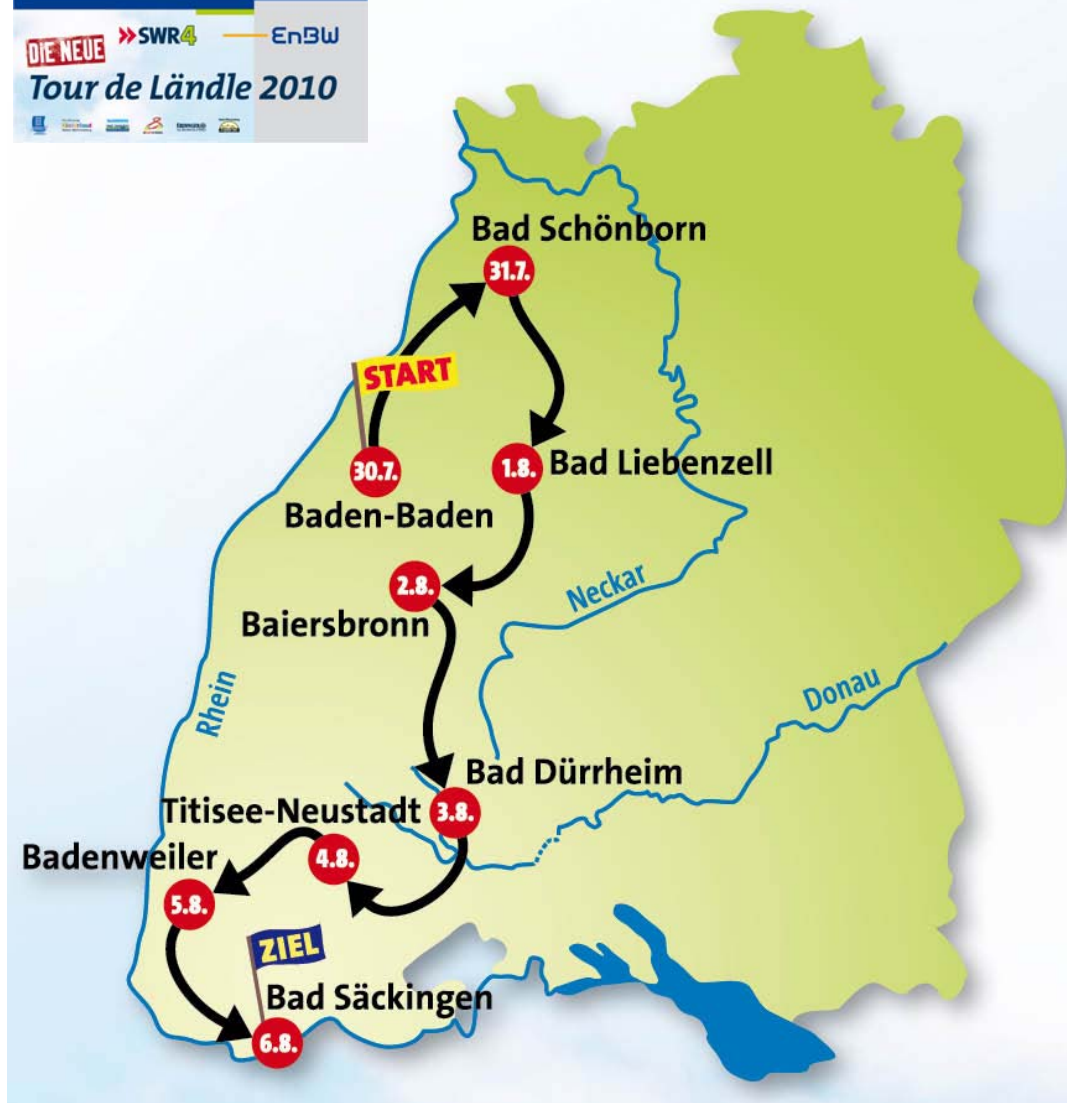 DIE NEUE
SWR4
EnBW
Tour de Ländle 2010
Bad Schönborn
31.7.
START
30.7.
Baden-Baden
1.8.
Bad Liebenzell
2.8.
Baiersbronn
Neckar
Rhein
Donau
Bad Dürrheim
Titisee-Neustadt
3.8.
Badenweiler
4.8.
5.8.
ZIEL
Bad Säckingen
6.8.